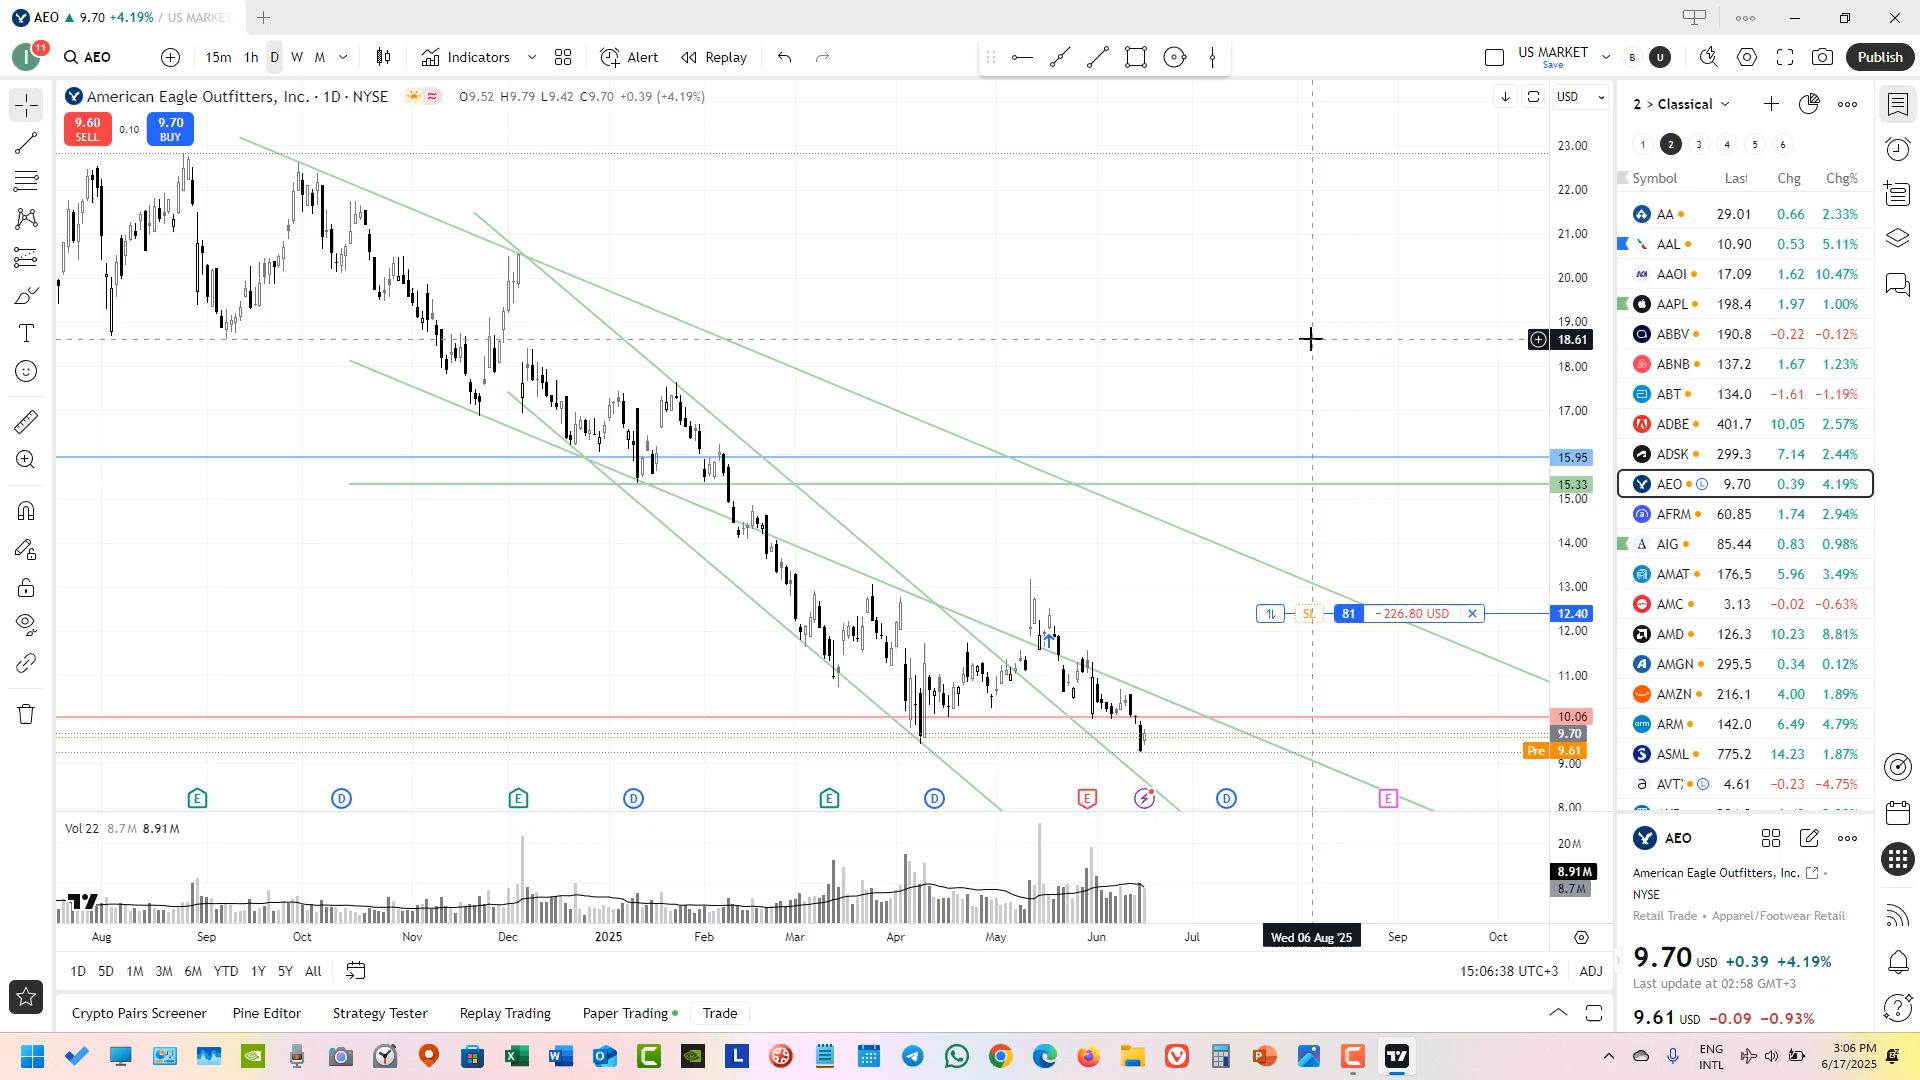 AEO ▲ 9.70 +4.19% / US MARKET
11
I
AEO
15m 1h D W M
Indicators
Alert
Replay
US MARKET
Save
B
U
Publish
American Eagle Outfitters, Inc. · 1D · NYSE
O9.52 H9.79 L9.42 C9.70 +0.39 (+4.19%)
9.60
SELL
0.10
9.70
BUY
USD
23.00
22.00
21.00
20.00
19.00
18.61
18.00
17.00
15.95
15.33
15.00
14.00
13.00
SL 81 −226.80 USD
12.40
12.00
11.00
10.06
9.70
Pre 9.61
9.00
8.00
E D E D E D E D E
Vol 22 8.7M 8.91M
20M
8.91M
8.7M
Aug Sep Oct Nov Dec 2025 Feb Mar Apr May Jun Jul Wed 06 Aug '25 Sep Oct
1D 5D 1M 3M 6M YTD 1Y 5Y All
15:06:38 UTC+3 ADJ
Crypto Pairs Screener Pine Editor Strategy Tester Replay Trading Paper Trading Trade
2 > Classical
1 2 3 4 5 6
Symbol Last Chg Chg%
AA 29.01 0.66 2.33%
AAL 10.90 0.53 5.11%
AAOI 17.09 1.62 10.47%
AAPL 198.4 1.97 1.00%
ABBV 190.8 −0.22 −0.12%
ABNB 137.2 1.67 1.23%
ABT 134.0 −1.61 −1.19%
ADBE 401.7 10.05 2.57%
ADSK 299.3 7.14 2.44%
AEO L 9.70 0.39 4.19%
AFRM 60.85 1.74 2.94%
AIG 85.44 0.83 0.98%
AMAT 176.5 5.96 3.49%
AMC 3.13 −0.02 −0.63%
AMD 126.3 10.23 8.81%
AMGN 295.5 0.34 0.12%
AMZN 216.1 4.00 1.89%
ARM 142.0 6.49 4.79%
ASML 775.2 14.23 1.87%
AVTX L 4.61 −0.23 −4.75%
AEO
American Eagle Outfitters, Inc.
NYSE
Retail Trade • Apparel/Footwear Retail
9.70 USD +0.39 +4.19%
Last update at 02:58 GMT+3
9.61 USD −0.09 −0.93%
ENG
INTL
3:06 PM
6/17/2025